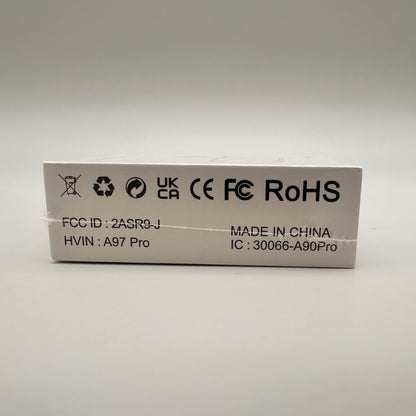 UK CA CE FC RoHS
FCC ID : 2ASR9-J
HVIN : A97 Pro
MADE IN CHINA
IC : 30066-A90Pro